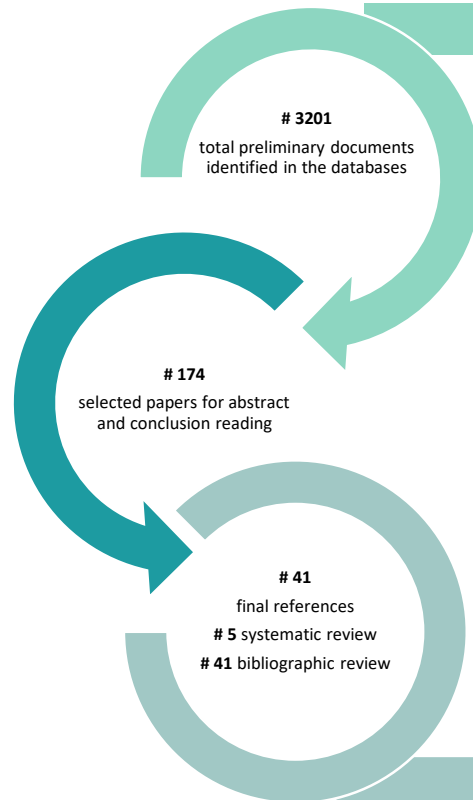 # 3201
total preliminary documents
identified in the databases
# 174
selected papers for abstract
and conclusion reading
# 41
final references
# 5 systematic review
# 41 bibliographic review